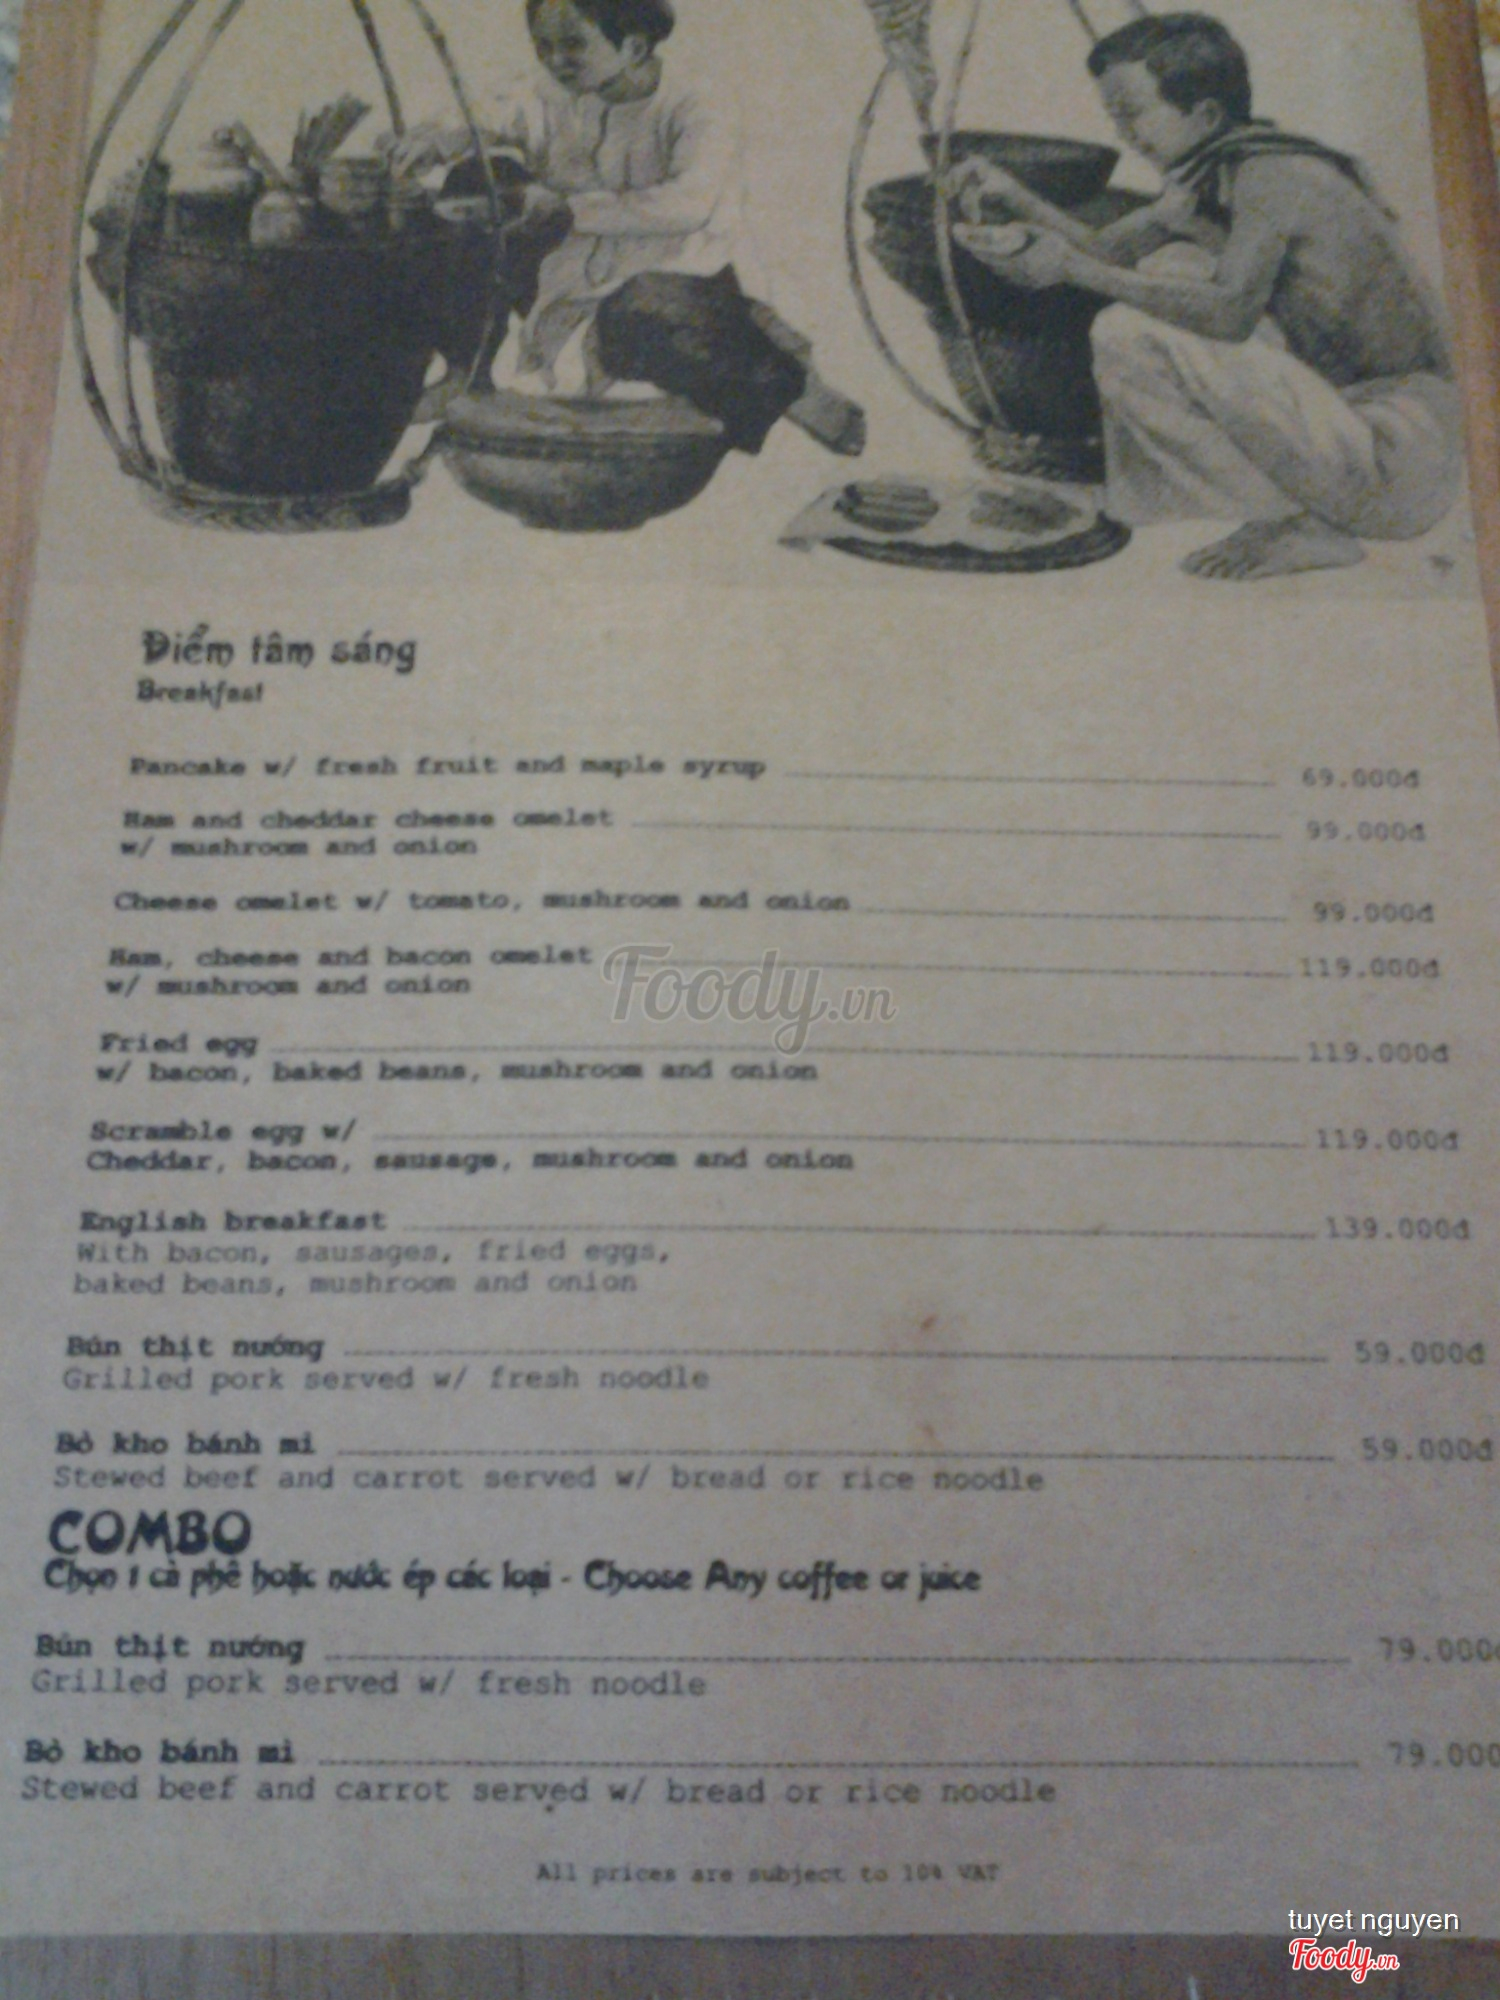 Điểm tâm sáng
Breakfast
Pancake w/ fresh fruit and maple syrup 69.000đ
Ham and cheddar cheese omelet 99.000đ
w/ mushroom and onion
Cheese omelet w/ tomato, mushroom and onion 99.000đ
Ham, cheese and bacon omelet 119.000đ
w/ mushroom and onion
Foody.vn
Fried egg 119.000đ
w/ bacon, baked beans, mushroom and onion
Scramble egg w/ 119.000đ
Cheddar, bacon, sausage, mushroom and onion
English breakfast 139.000đ
With bacon, sausages, fried eggs,
baked beans, mushroom and onion
Bún thịt nướng 59.000đ
Grilled pork served w/ fresh noodle
Bò kho bánh mì 59.000đ
Stewed beef and carrot served w/ bread or rice noodle
COMBO
Chọn 1 cà phê hoặc nước ép các loại - Choose Any coffee or juice
Bún thịt nướng 79.000đ
Grilled pork served w/ fresh noodle
Bò kho bánh mì 79.000
Stewed beef and carrot served w/ bread or rice noodle
All prices are subject to 10% VAT
tuyet nguyen
Foody.vn